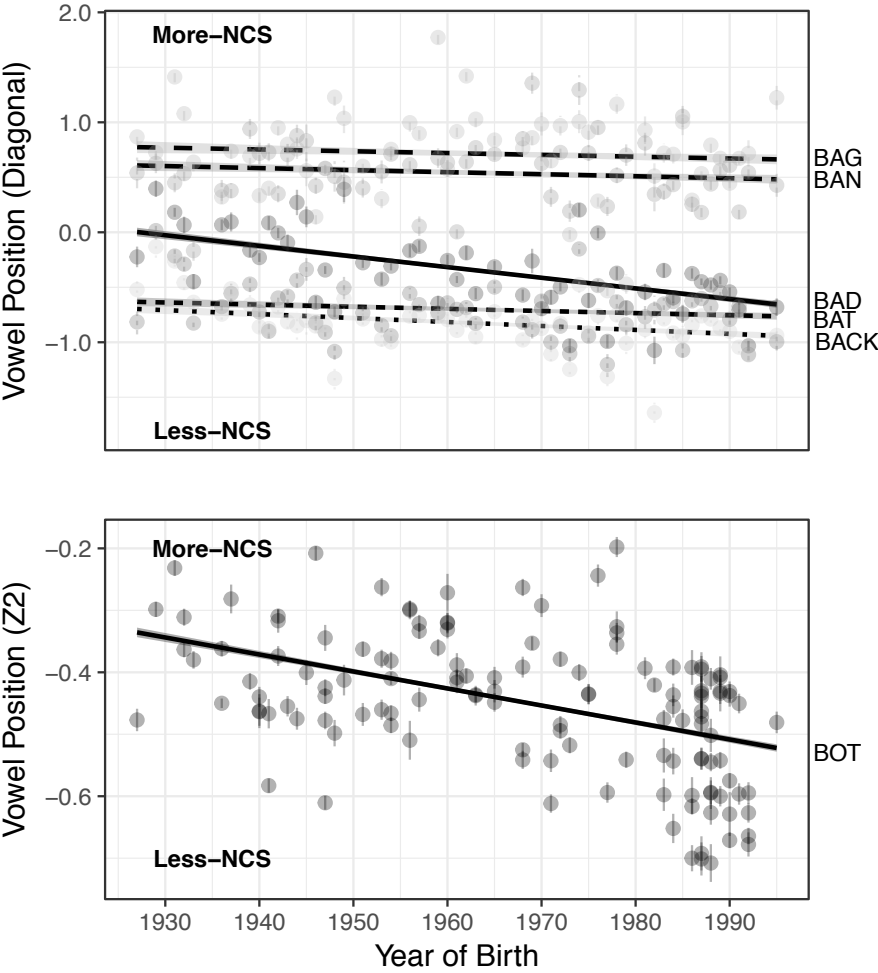 Vowel Position (Diagonal)
2.0
1.0
0.0
−1.0
More−NCS
Less−NCS
BAG
BAN
BAD
BAT
BACK
Vowel Position (Z2)
−0.2
−0.4
−0.6
More−NCS
Less−NCS
BOT
1930 1940 1950 1960 1970 1980 1990
Year of Birth